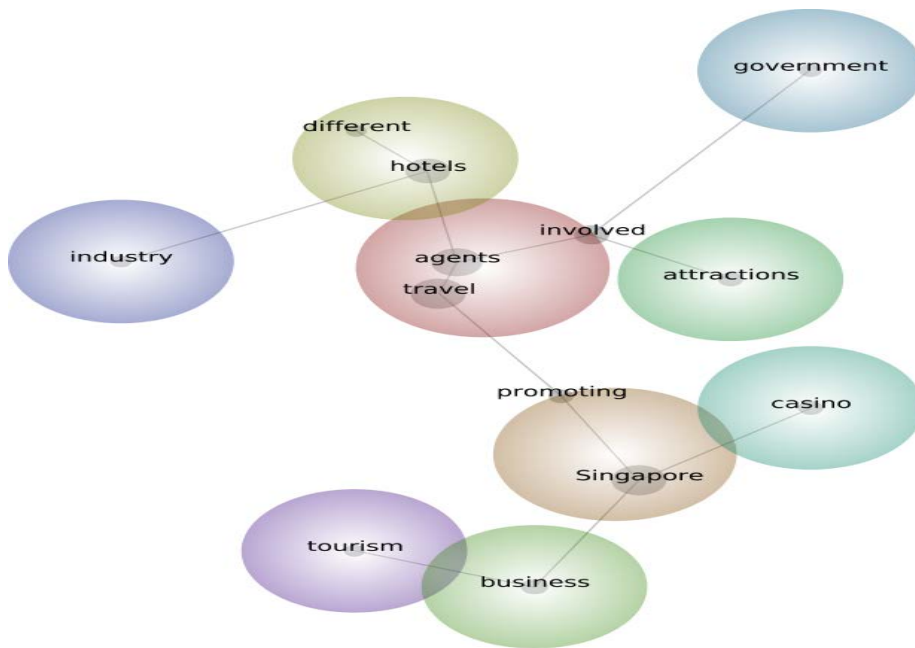 government
different
hotels
involved
industry
agents
attractions
travel
promoting
casino
Singapore
tourism
business